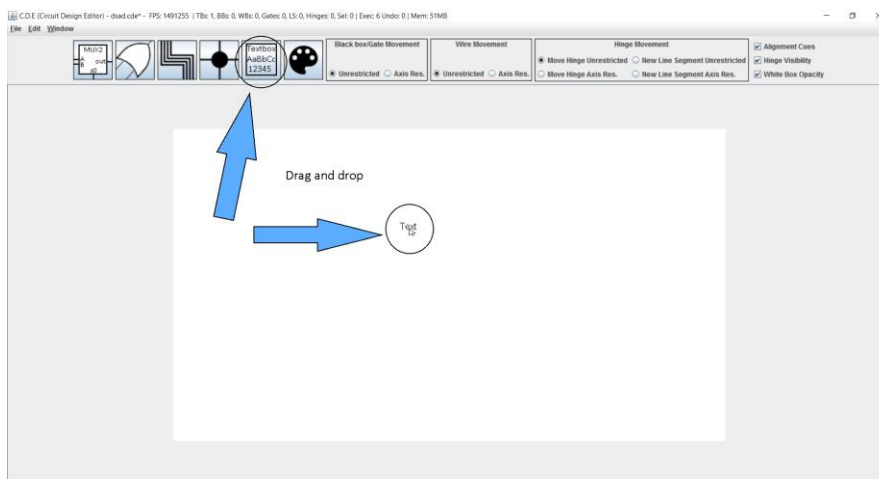 C.D.E (Circuit Design Editor) - dsad.cde* - FPS: 1491255 | TBs: 1, BBs: 0, WBs: 0, Gates: 0, LS: 0, Hinges: 0, Sel: 0 | Exec: 6 Undo: 0 | Mem: 51MB
File Edit Window
MUX2
A
B
out
s0
Textbox
AaBbCc
12345
Black box/Gate Movement
Unrestricted Axis Res.
Wire Movement
Unrestricted Axis Res.
Hinge Movement
Move Hinge Unrestricted New Line Segment Unrestricted
Move Hinge Axis Res. New Line Segment Axis Res.
Alignment Cues
Hinge Visibility
White Box Opacity
Drag and drop
Text